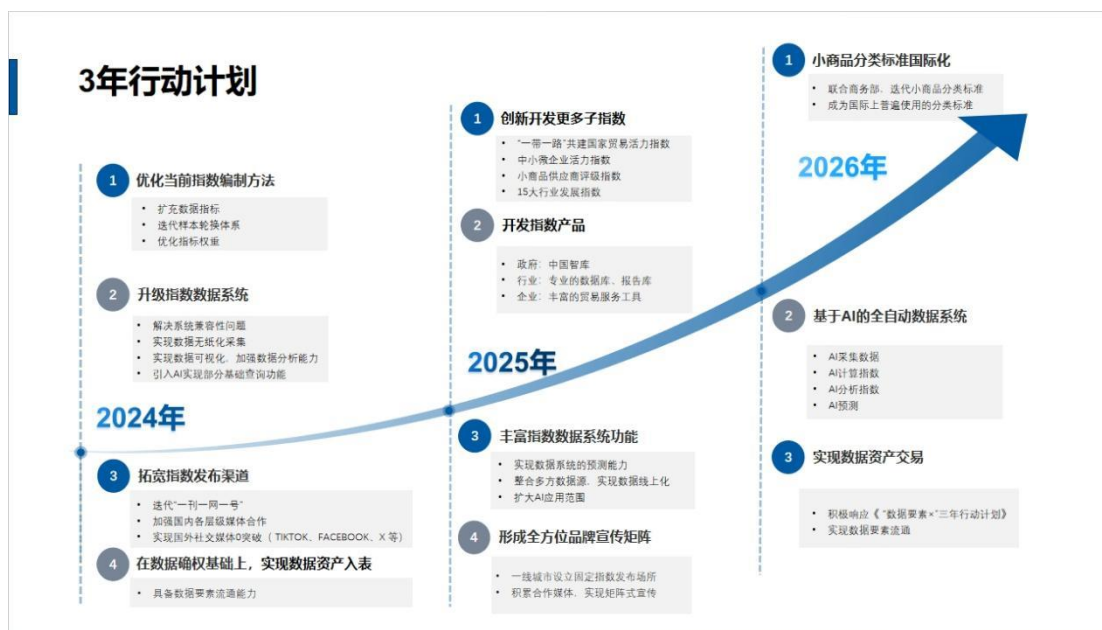 3年行动计划
1 优化当前指数编制方法
• 扩充数据指标
• 迭代样本轮换体系
• 优化指标权重
2 升级指数数据系统
• 解决系统兼容性问题
• 实现数据无纸化采集
• 实现数据可视化，加强数据分析能力
• 引入AI实现部分基础查询功能
2024年
3 拓宽指数发布渠道
• 迭代“一刊一网一号”
• 加强国内各层级媒体合作
• 实现国外社交媒体0突破（ TIKTOK、FACEBOOK、X 等）
4 在数据确权基础上，实现数据资产入表
• 具备数据要素流通能力
1 创新开发更多子指数
• “一带一路”共建国家贸易活力指数
• 中小微企业活力指数
• 小商品供应商评级指数
• 15大行业发展指数
2 开发指数产品
• 政府：中国智库
• 行业：专业的数据库、报告库
• 企业：丰富的贸易服务工具
2025年
3 丰富指数数据系统功能
• 实现数据系统的预测能力
• 整合多方数据源，实现数据线上化
• 扩大AI应用范围
4 形成全方位品牌宣传矩阵
• 一线城市设立固定指数发布场所
• 积累合作媒体，实现矩阵式宣传
1 小商品分类标准国际化
• 联合商务部，迭代小商品分类标准
• 成为国际上普遍使用的分类标准
2026年
2 基于AI的全自动数据系统
• AI采集数据
• AI计算指数
• AI分析指数
• AI预测
3 实现数据资产交易
• 积极响应《 “数据要素×”三年行动计划》
• 实现数据要素流通